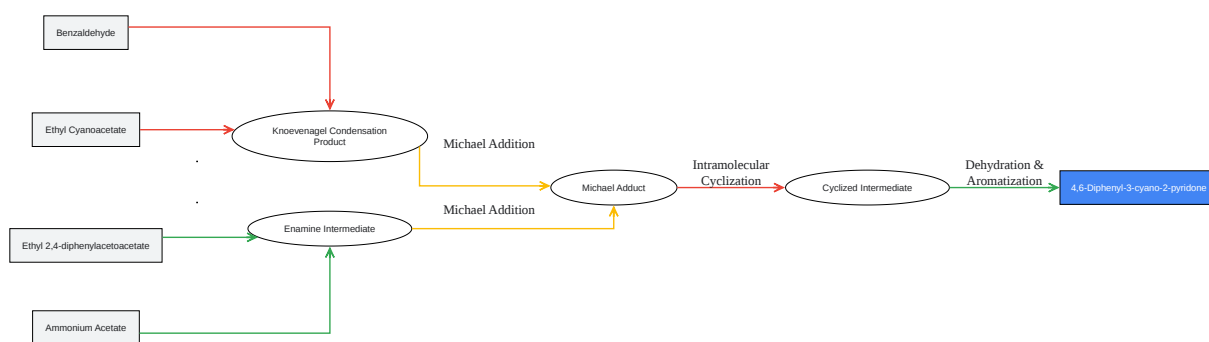 Benzaldehyde
Ethyl Cyanoacetate
Knoevenagel Condensation
Product
Michael Addition
Ethyl 2,4-diphenylacetoacetate
Enamine Intermediate
Michael Addition
Ammonium Acetate
Michael Adduct
Intramolecular
Cyclization
Cyclized Intermediate
Dehydration &
Aromatization
4,6-Diphenyl-3-cyano-2-pyridone